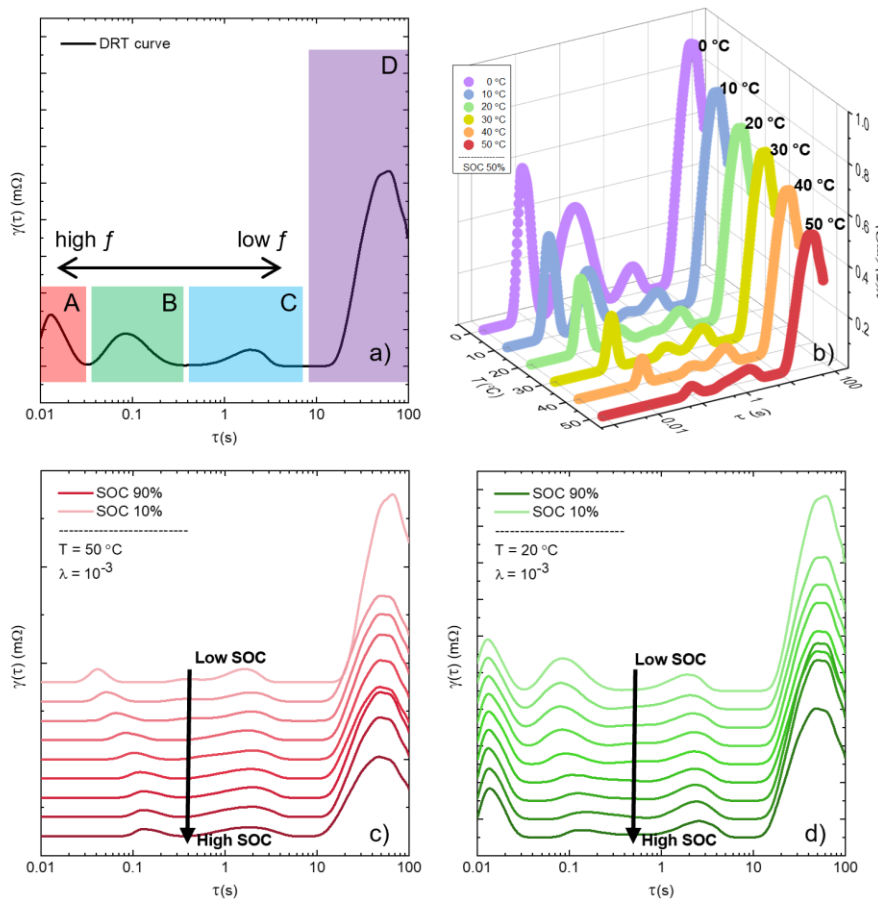 DRT curve
D
high f
low f
A
B
C
a)
γ(τ) (mΩ)
0.01
0.1
1
10
100
τ(s)
0 °C
10 °C
20 °C
30 °C
40 °C
50 °C
SOC 50%
0 °C
10 °C
20 °C
30 °C
40 °C
50 °C
1.0
0.8
0.6
0.4
0.2
b)
0
10
20
30
40
50
T(°C)
0.01
1
100
τ (s)
SOC 90%
SOC 10%
T = 50 °C
λ = 10-3
Low SOC
High SOC
c)
γ(τ) (mΩ)
0.01
0.1
1
10
100
τ(s)
SOC 90%
SOC 10%
T = 20 °C
λ = 10-3
Low SOC
High SOC
d)
γ(τ) (mΩ)
0.01
0.1
1
10
100
τ(s)